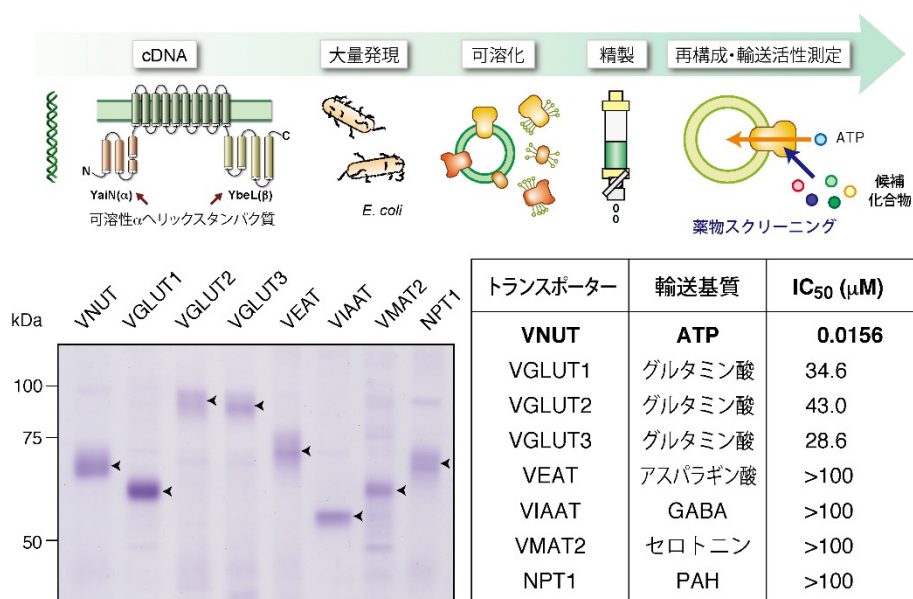 cDNA
大量発現
可溶化
精製
再構成・輸送活性測定
N
C
YaiN(α)
YbeL(β)
可溶性αヘリックスタンパク質
E. coli
ATP
候補
化合物
薬物スクリーニング
kDa
VNUT
VGLUT1
VGLUT2
VGLUT3
VEAT
VIAAT
VMAT2
NPT1
100
75
50
トランスポーター 輸送基質 IC50 (μM)
VNUT ATP 0.0156
VGLUT1 グルタミン酸 34.6
VGLUT2 グルタミン酸 43.0
VGLUT3 グルタミン酸 28.6
VEAT アスパラギン酸 >100
VIAAT GABA >100
VMAT2 セロトニン >100
NPT1 PAH >100